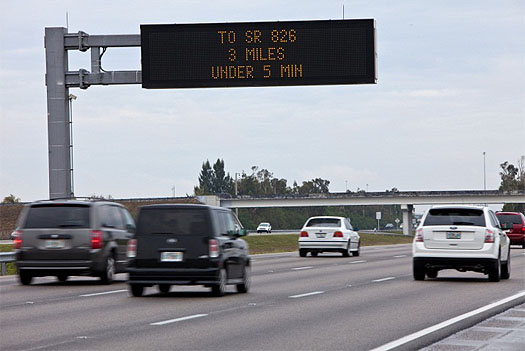 TO SR 826
3 MILES
UNDER 5 MIN